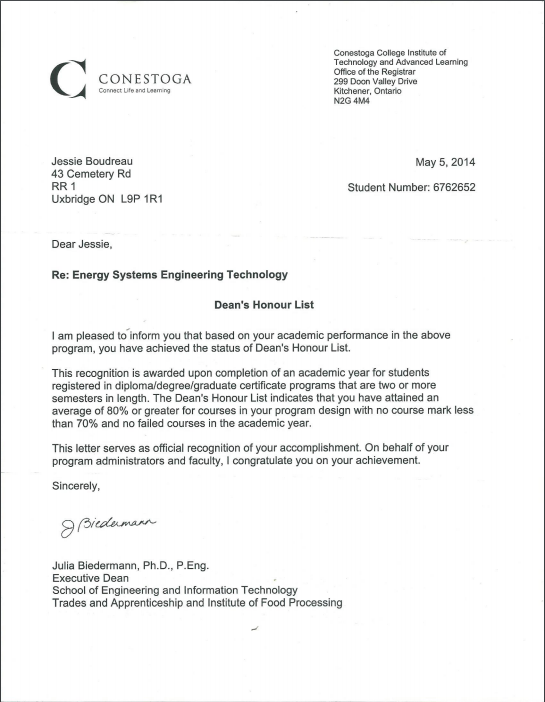 CONESTOGA
Connect Life and Learning
Conestoga College Institute of
Technology and Advanced Learning
Office of the Registrar
299 Doon Valley Drive
Kitchener, Ontario
N2G 4M4
Jessie Boudreau
43 Cemetery Rd
RR 1
Uxbridge ON  L9P 1R1
May 5, 2014
Student Number: 6762652
Dear Jessie,
Re: Energy Systems Engineering Technology
Dean's Honour List
I am pleased to inform you that based on your academic performance in the above
program, you have achieved the status of Dean's Honour List.
This recognition is awarded upon completion of an academic year for students
registered in diploma/degree/graduate certificate programs that are two or more
semesters in length. The Dean's Honour List indicates that you have attained an
average of 80% or greater for courses in your program design with no course mark less
than 70% and no failed courses in the academic year.
This letter serves as official recognition of your accomplishment. On behalf of your
program administrators and faculty, I congratulate you on your achievement.
Sincerely,
J Biedermann
Julia Biedermann, Ph.D., P.Eng.
Executive Dean
School of Engineering and Information Technology
Trades and Apprenticeship and Institute of Food Processing